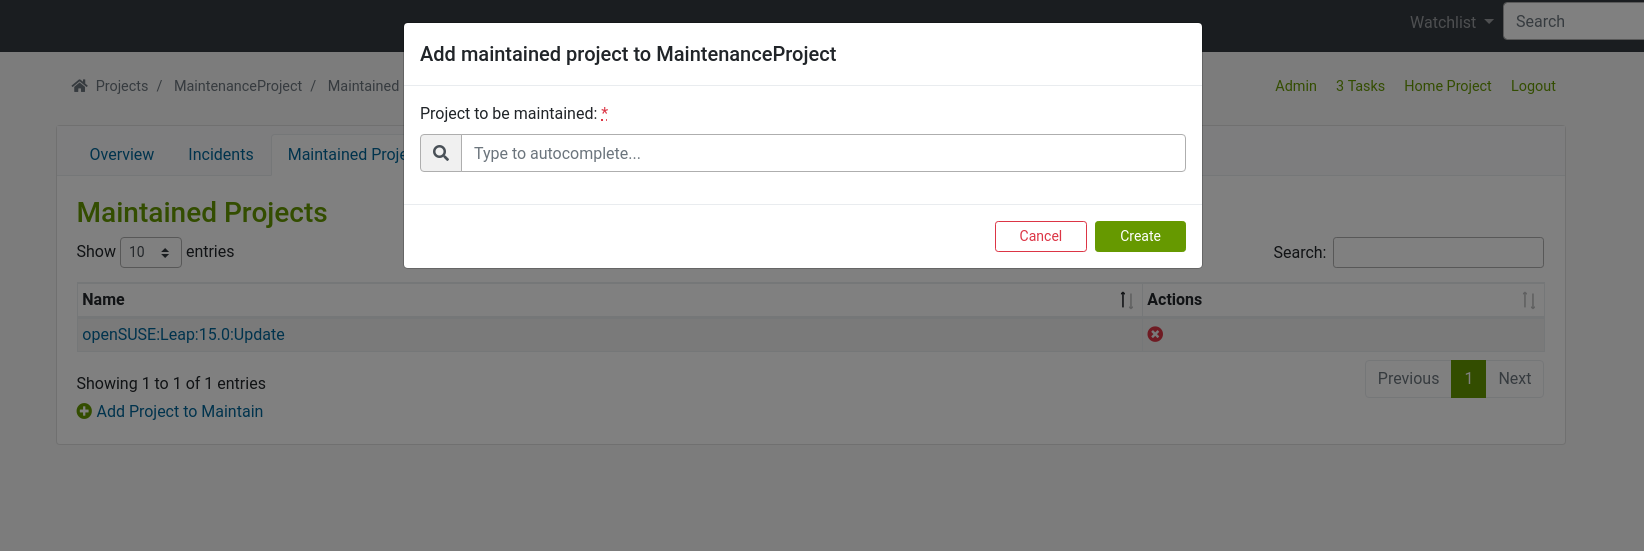 Watchlist Search
Add maintained project to MaintenanceProject
Projects / MaintenanceProject / Maintained
Admin 3 Tasks Home Project Logout
Project to be maintained: *
Type to autocomplete...
Overview Incidents Maintained Proje
Maintained Projects
Cancel Create
Show 10 entries
Search:
Name Actions
openSUSE:Leap:15.0:Update
Showing 1 to 1 of 1 entries
Previous 1 Next
Add Project to Maintain